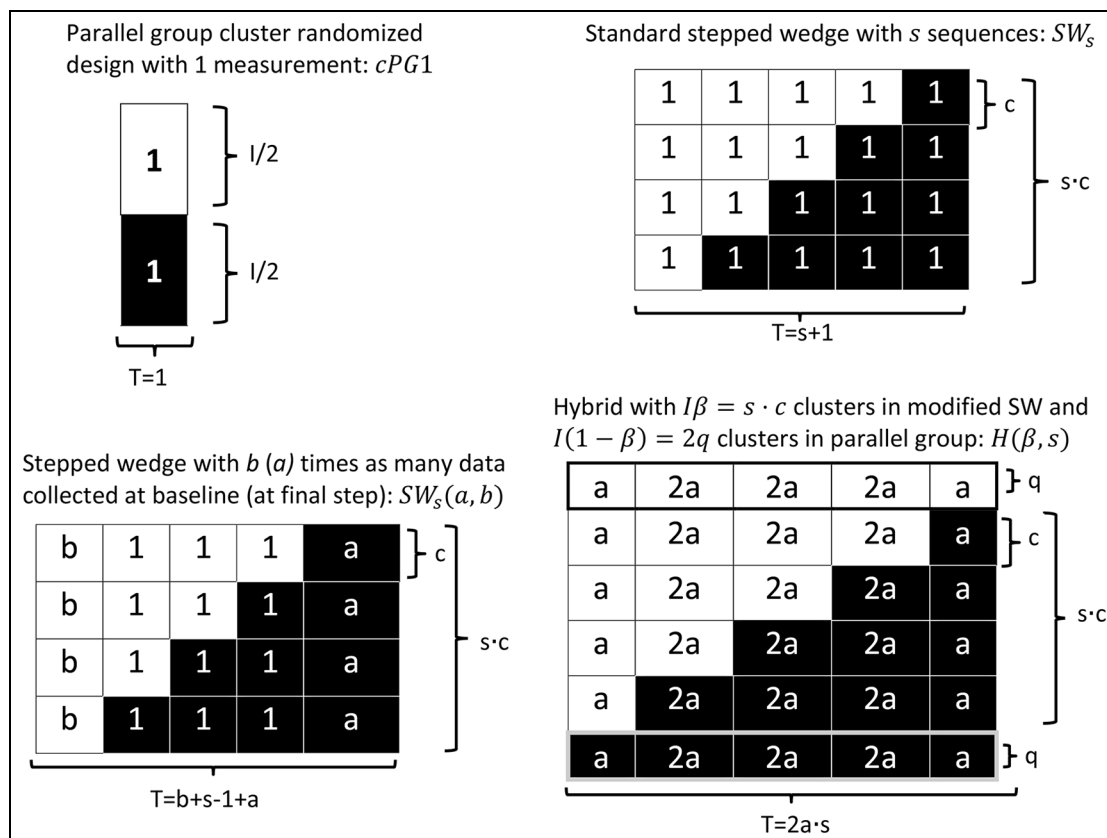 Parallel group cluster randomized
design with 1 measurement: cPG1
1
I/2
1
I/2
T=1
Standard stepped wedge with s sequences: SWₛ
1 1 1 1 1
c
1 1 1 1 1
s·c
1 1 1 1 1
1 1 1 1 1
T=s+1
Stepped wedge with b (a) times as many data
collected at baseline (at final step): SWₛ(a, b)
b 1 1 1 a
c
b 1 1 1 a
s·c
b 1 1 1 a
b 1 1 1 a
T=b+s-1+a
Hybrid with Iβ = s · c clusters in modified SW and
I(1 − β) = 2q clusters in parallel group: H(β, s)
a 2a 2a 2a a
q
a 2a 2a 2a a
c
a 2a 2a 2a a
s·c
a 2a 2a 2a a
a 2a 2a 2a a
a 2a 2a 2a a
q
T=2a·s